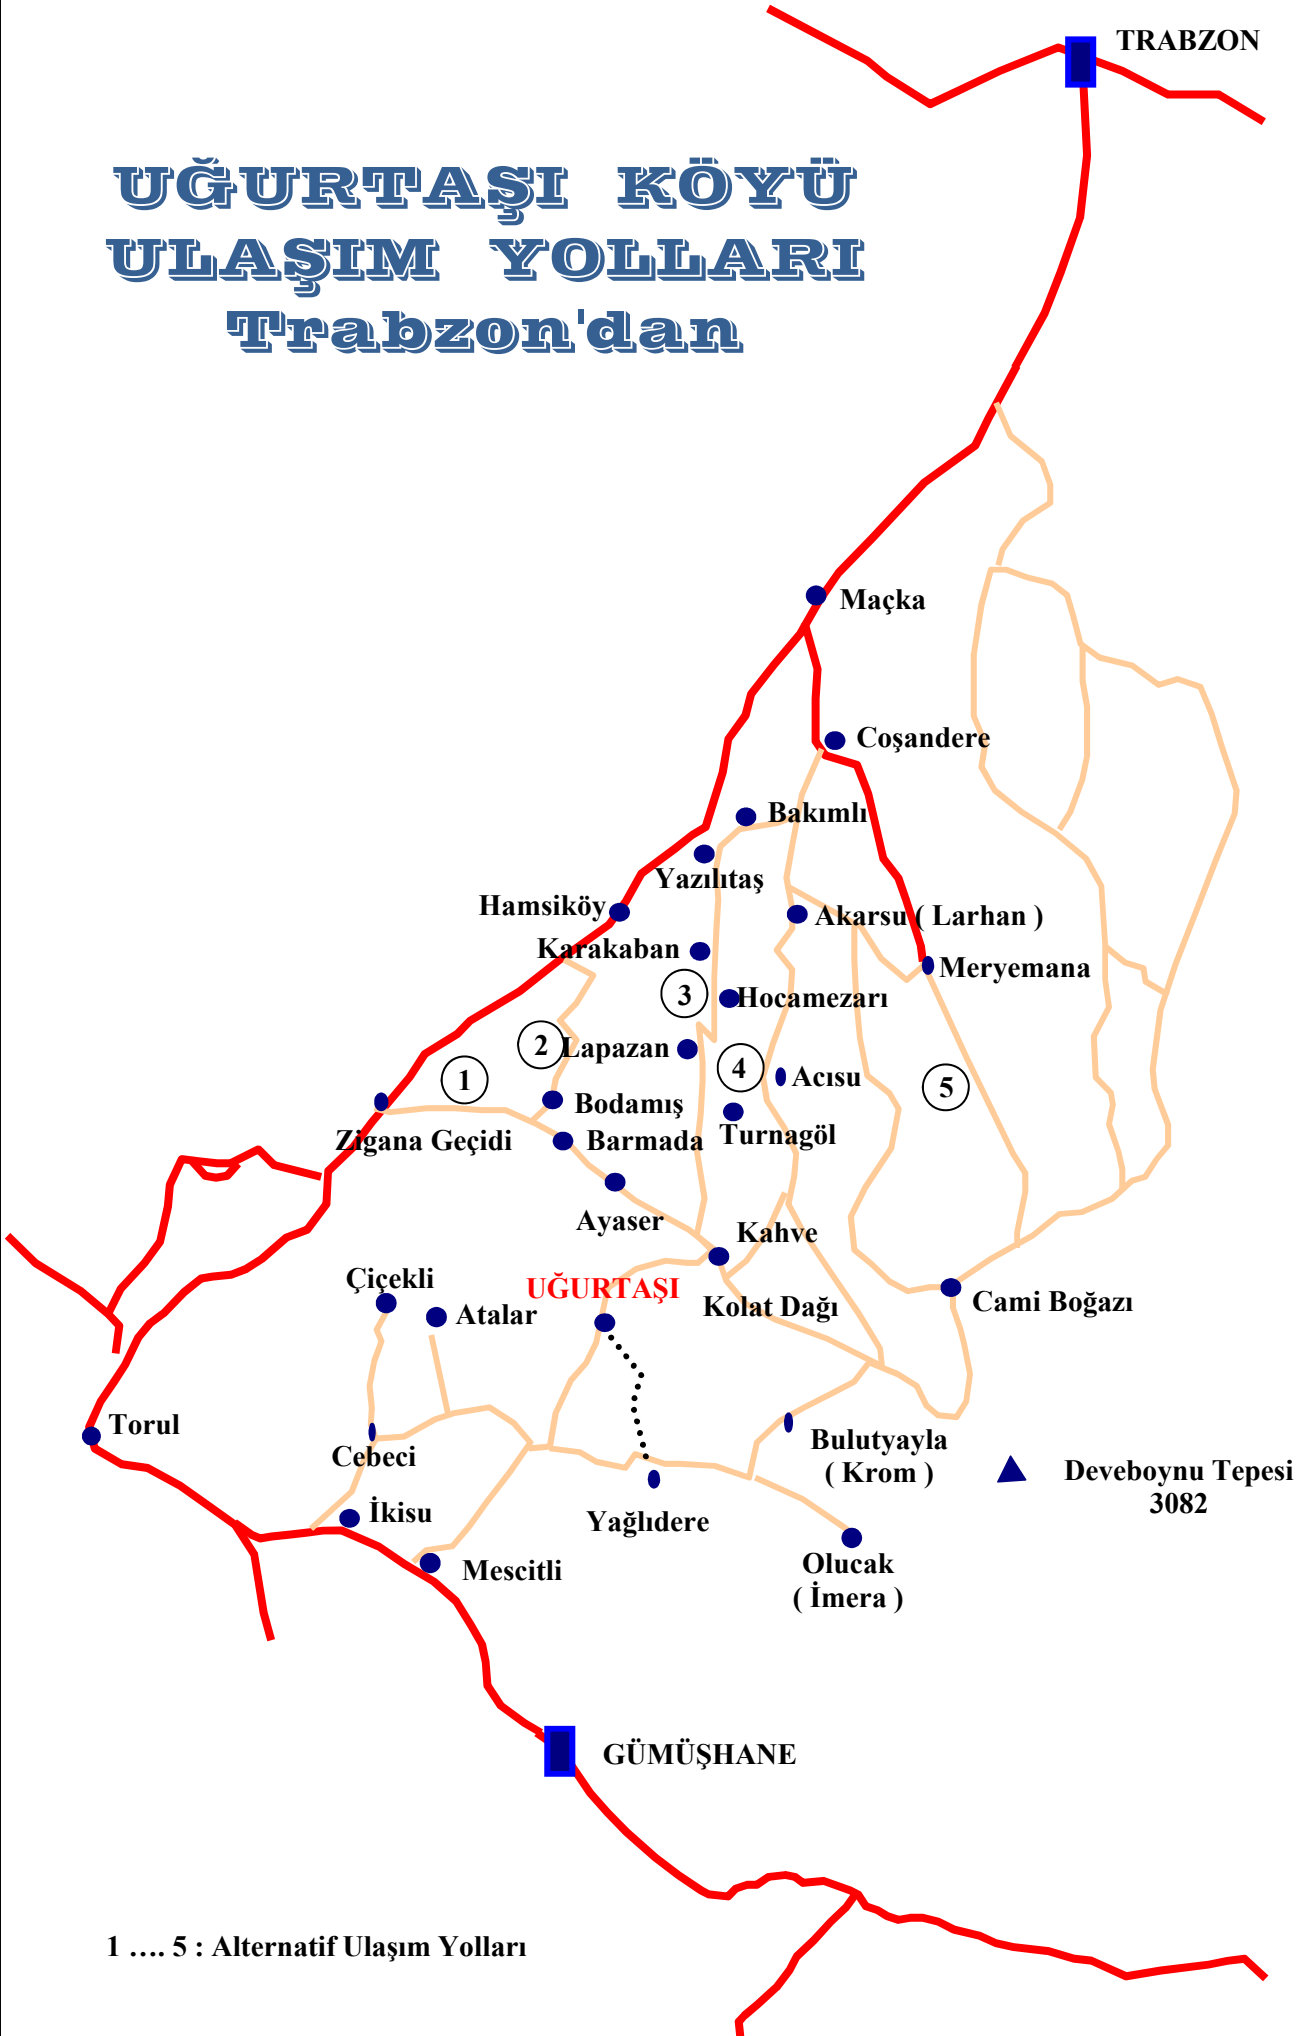 TRABZON
UĞURTAŞI KÖYÜ
ULAŞIM YOLLARI
Trabzon'dan
Maçka
Coşandere
Bakımlı
Yazılıtaş
Hamsiköy
Akarsu ( Larhan )
Karakaban
Meryemana
3
Hocamezarı
2
Lapazan
4
Acısu
1
5
Bodamış
Zigana Geçidi
Barmada
Turnagöl
Ayaser
Kahve
Çiçekli
UĞURTAŞI
Kolat Dağı
Cami Boğazı
Atalar
Torul
Cebeci
Bulutyayla
( Krom )
Deveboynu Tepesi
3082
İkisu
Yağlıdere
Mescitli
Olucak
( İmera )
GÜMÜŞHANE
1 .... 5 : Alternatif Ulaşım Yolları